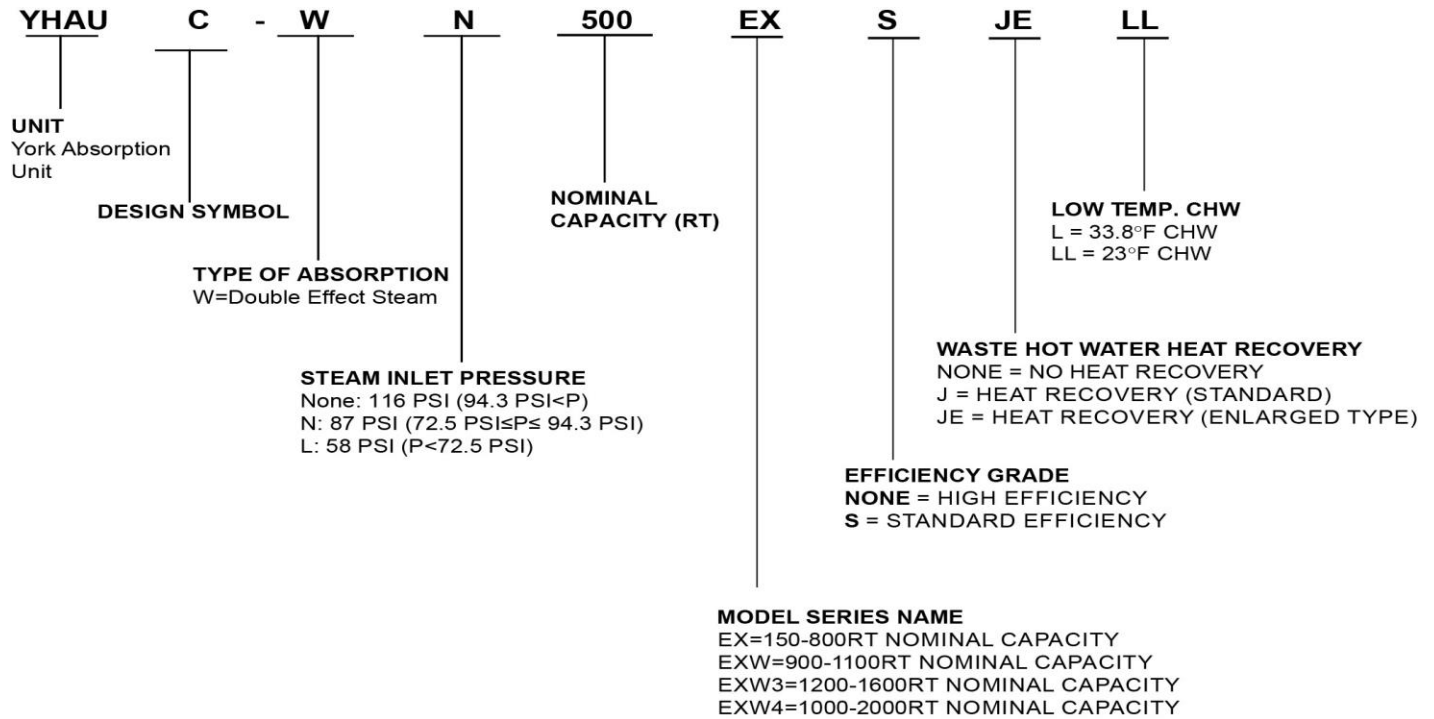 YHAU C - W N 500 EX S JE LL
UNIT
York Absorption
Unit
DESIGN SYMBOL
TYPE OF ABSORPTION
W=Double Effect Steam
STEAM INLET PRESSURE
None: 116 PSI (94.3 PSI<P)
N: 87 PSI (72.5 PSI≤P≤ 94.3 PSI)
L: 58 PSI (P<72.5 PSI)
NOMINAL
CAPACITY (RT)
MODEL SERIES NAME
EX=150-800RT NOMINAL CAPACITY
EXW=900-1100RT NOMINAL CAPACITY
EXW3=1200-1600RT NOMINAL CAPACITY
EXW4=1000-2000RT NOMINAL CAPACITY
EFFICIENCY GRADE
NONE = HIGH EFFICIENCY
S = STANDARD EFFICIENCY
WASTE HOT WATER HEAT RECOVERY
NONE = NO HEAT RECOVERY
J = HEAT RECOVERY (STANDARD)
JE = HEAT RECOVERY (ENLARGED TYPE)
LOW TEMP. CHW
L = 33.8°F CHW
LL = 23°F CHW